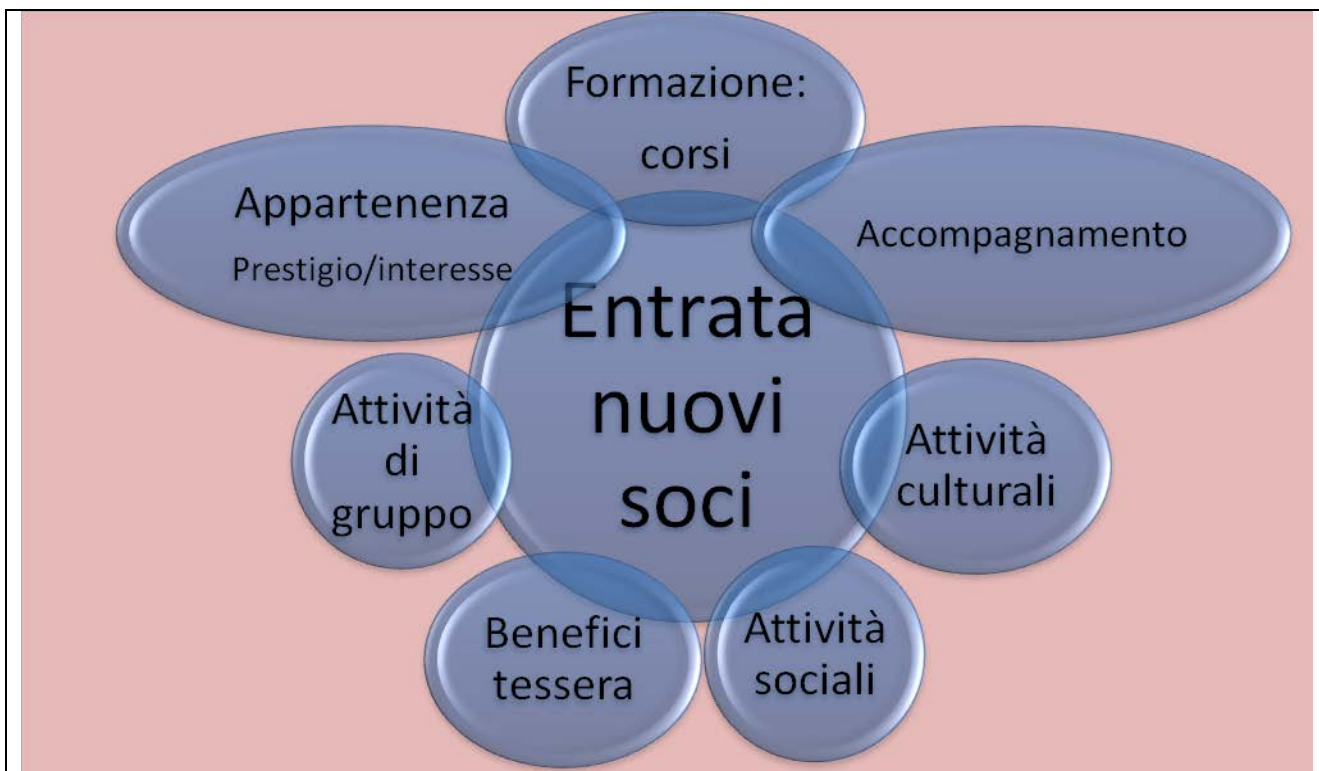 Formazione:
corsi
Appartenenza
Prestigio/interesse
Accompagnamento
Entrata
nuovi
soci
Attività
di
gruppo
Attività
culturali
Benefici
tessera
Attività
sociali